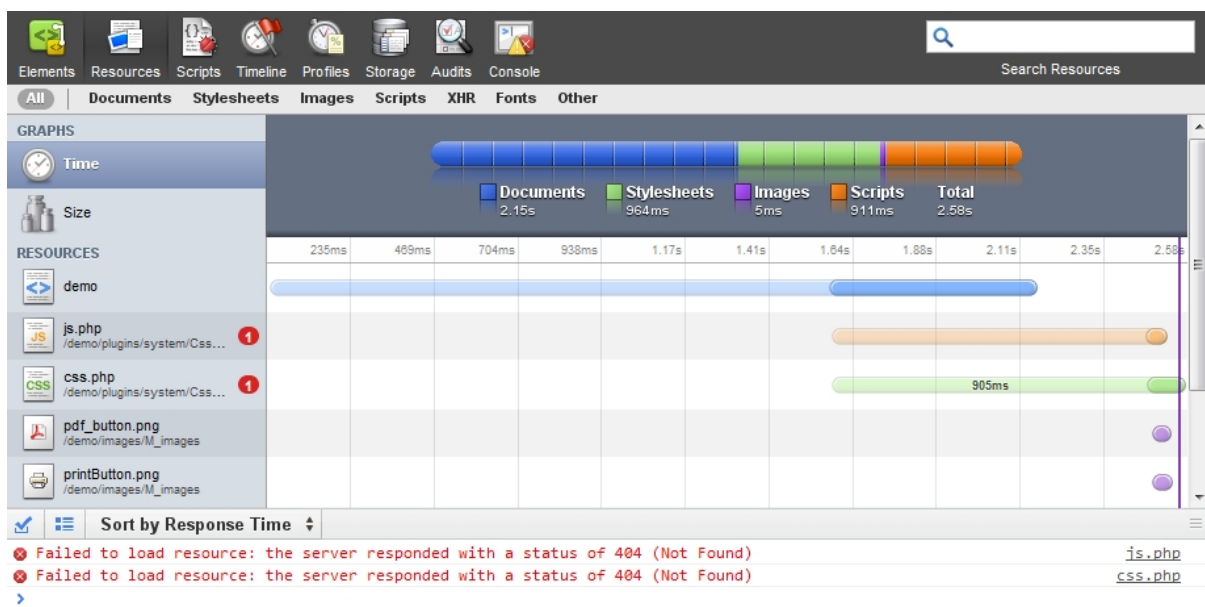 Elements Resources Scripts Timeline Profiles Storage Audits Console
Search Resources
All Documents Stylesheets Images Scripts XHR Fonts Other
GRAPHS
Time
Size
Documents Stylesheets Images Scripts Total
2.15s 964ms 5ms 911ms 2.58s
RESOURCES
235ms 469ms 704ms 938ms 1.17s 1.41s 1.64s 1.88s 2.11s 2.35s 2.58s
demo
JS
js.php
/demo/plugins/system/Css...
1
CSS
css.php
/demo/plugins/system/Css...
1
905ms
pdf_button.png
/demo/images/M_images
printButton.png
/demo/images/M_images
Sort by Response Time
Failed to load resource: the server responded with a status of 404 (Not Found) js.php
Failed to load resource: the server responded with a status of 404 (Not Found) css.php
>